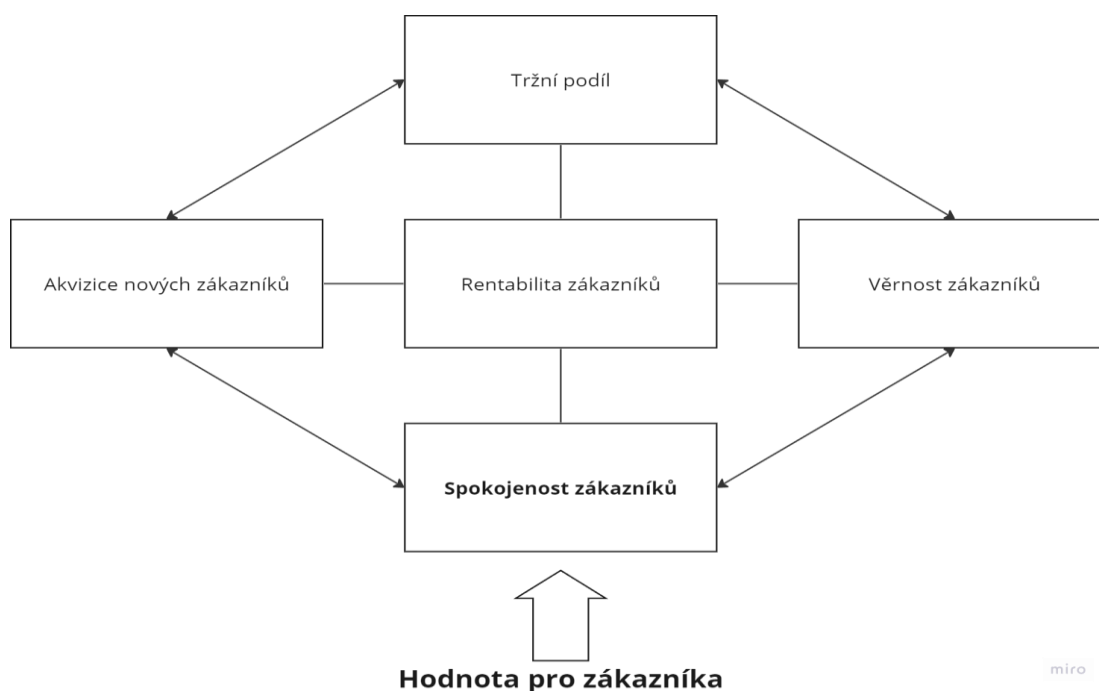 Tržní podíl
Akvizice nových zákazníků
Rentabilita zákazníků
Věrnost zákazníků
Spokojenost zákazníků
Hodnota pro zákazníka
miro